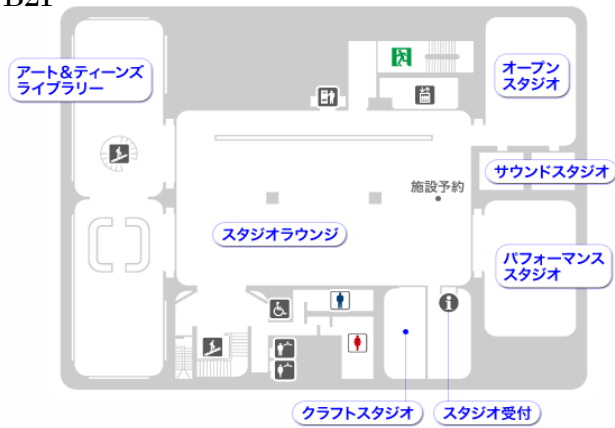 B2F
アート＆ティーンズ
ライブラリー
オープン
スタジオ
サウンドスタジオ
施設予約
スタジオラウンジ
パフォーマンス
スタジオ
クラフトスタジオ
スタジオ受付